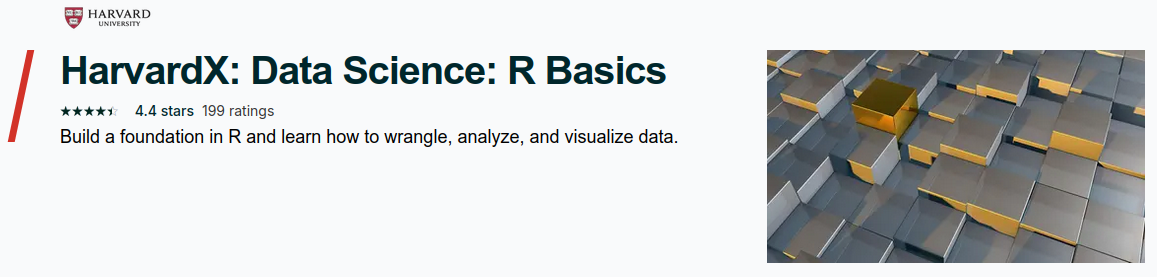 HARVARD
UNIVERSITY
HarvardX: Data Science: R Basics
4.4 stars 199 ratings
Build a foundation in R and learn how to wrangle, analyze, and visualize data.